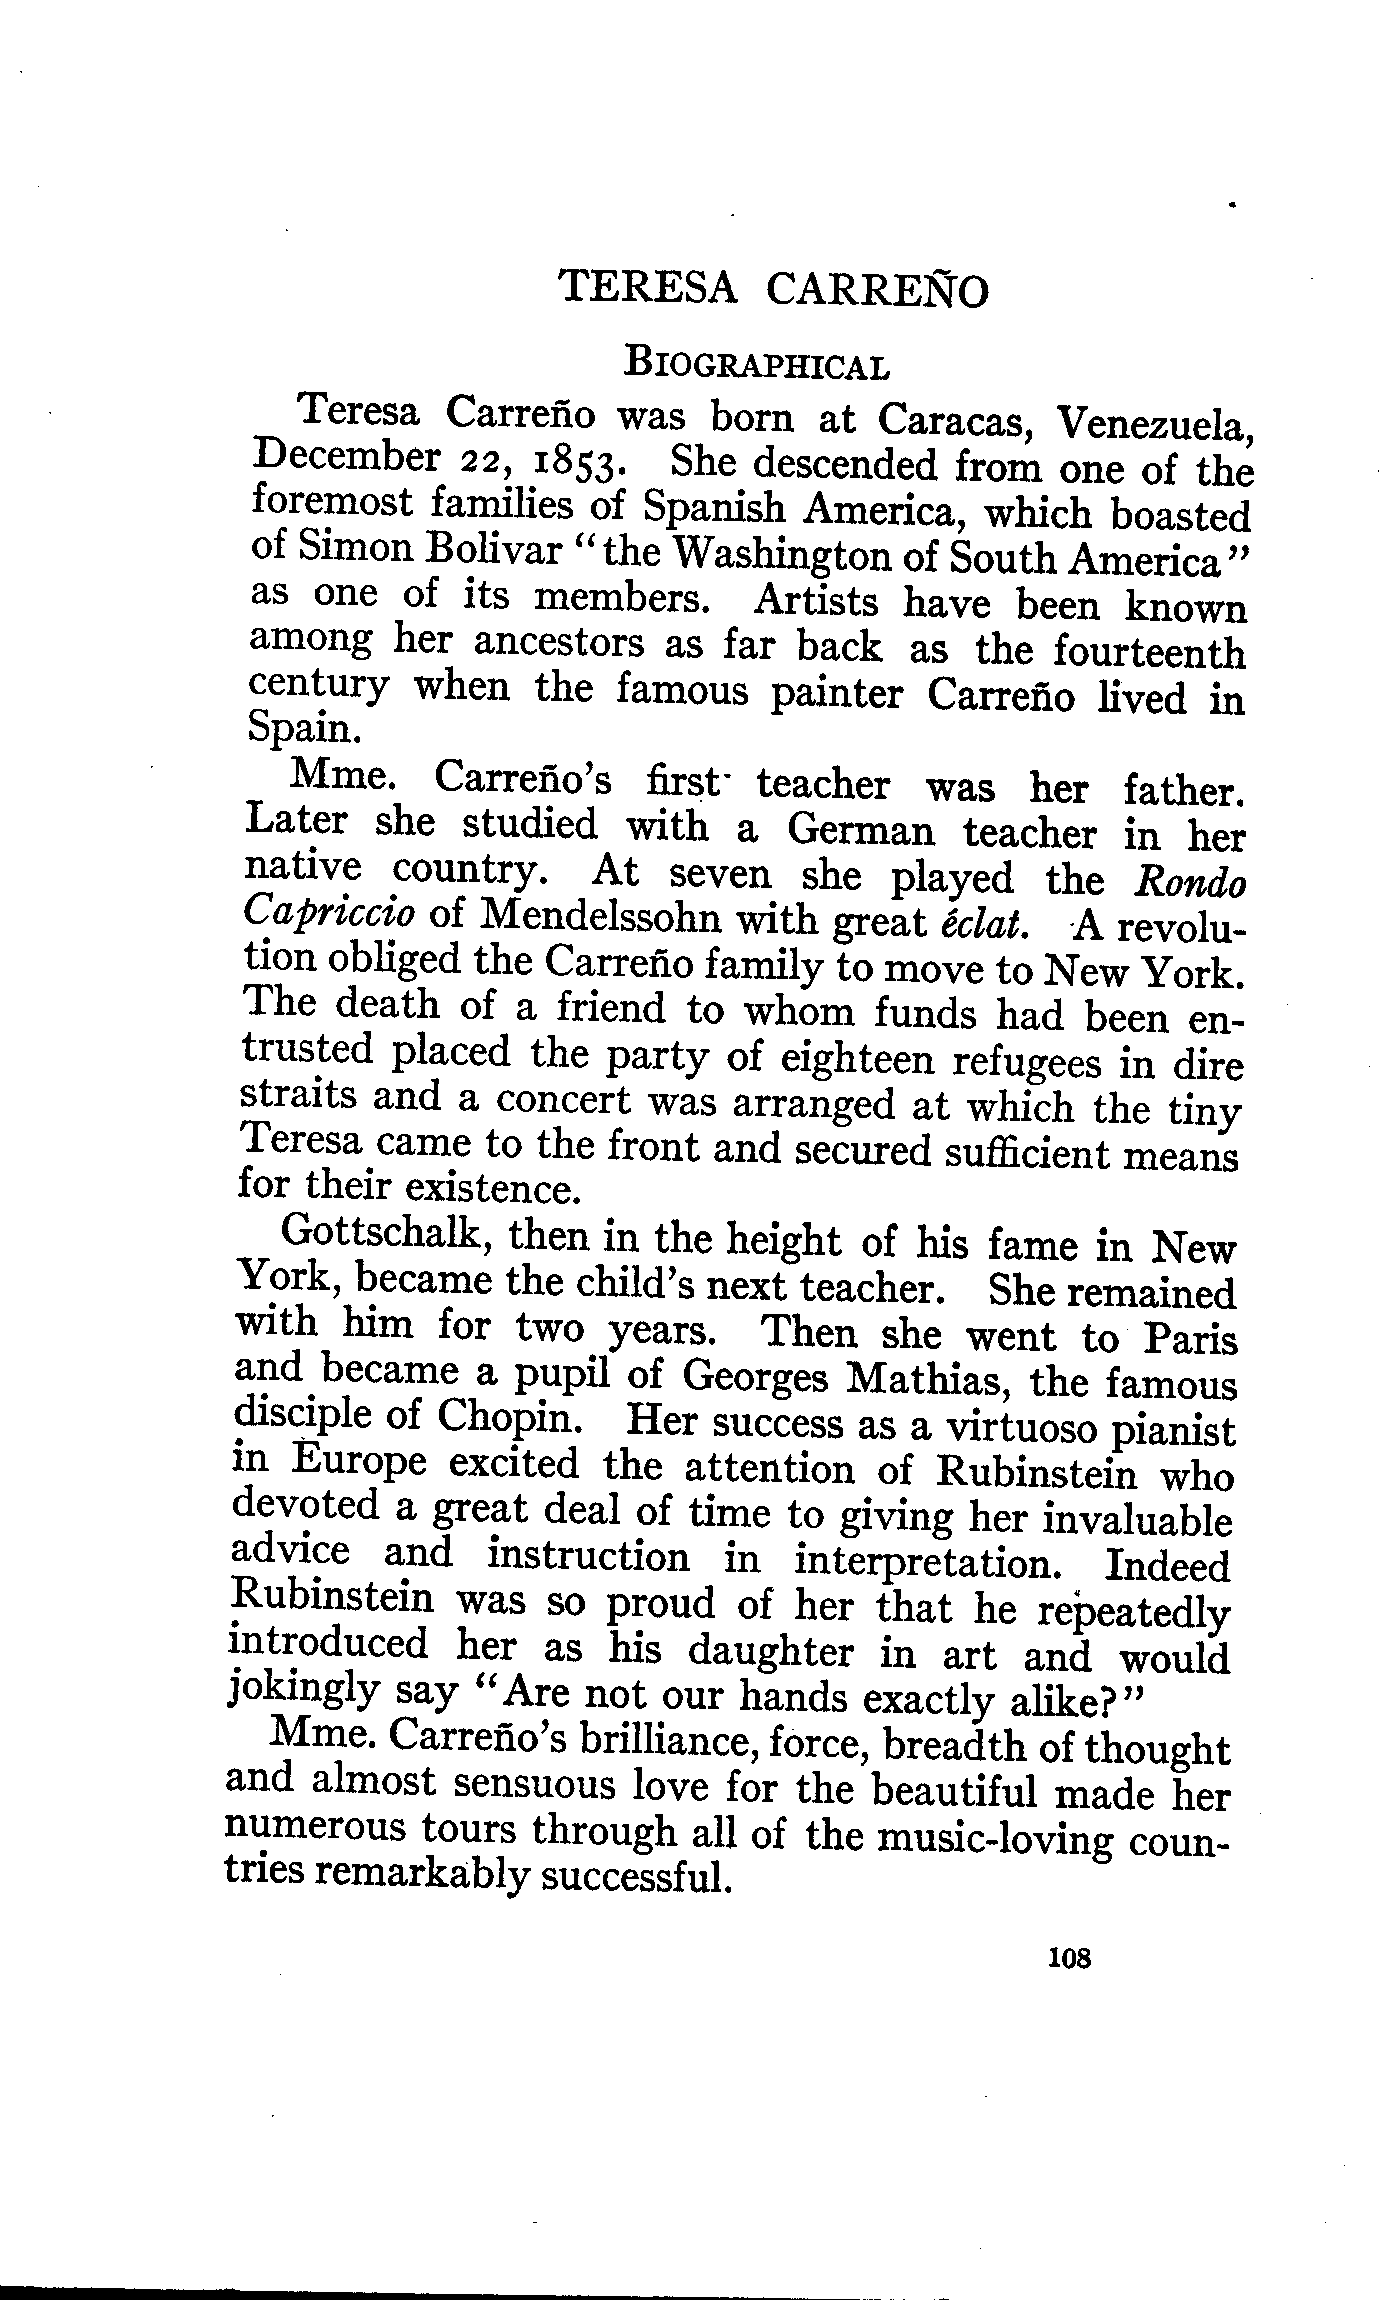 TERESA CARREÑO
BIOGRAPHICAL
Teresa Carreño was born at Caracas, Venezuela,
December 22, 1853. She descended from one of the
foremost families of Spanish America, which boasted
of Simon Bolivar "the Washington of South America"
as one of its members. Artists have been known
among her ancestors as far back as the fourteenth
century when the famous painter Carreño lived in
Spain.
Mme. Carreño's first teacher was her father.
Later she studied with a German teacher in her
native country. At seven she played the Rondo
Capriccio of Mendelssohn with great éclat. A revolu-
tion obliged the Carreño family to move to New York.
The death of a friend to whom funds had been en-
trusted placed the party of eighteen refugees in dire
straits and a concert was arranged at which the tiny
Teresa came to the front and secured sufficient means
for their existence.
Gottschalk, then in the height of his fame in New
York, became the child's next teacher. She remained
with him for two years. Then she went to Paris
and became a pupil of Georges Mathias, the famous
disciple of Chopin. Her success as a virtuoso pianist
in Europe excited the attention of Rubinstein who
devoted a great deal of time to giving her invaluable
advice and instruction in interpretation. Indeed
Rubinstein was so proud of her that he repeatedly
introduced her as his daughter in art and would
jokingly say "Are not our hands exactly alike?"
Mme. Carreño's brilliance, force, breadth of thought
and almost sensuous love for the beautiful made her
numerous tours through all of the music-loving coun-
tries remarkably successful.
108